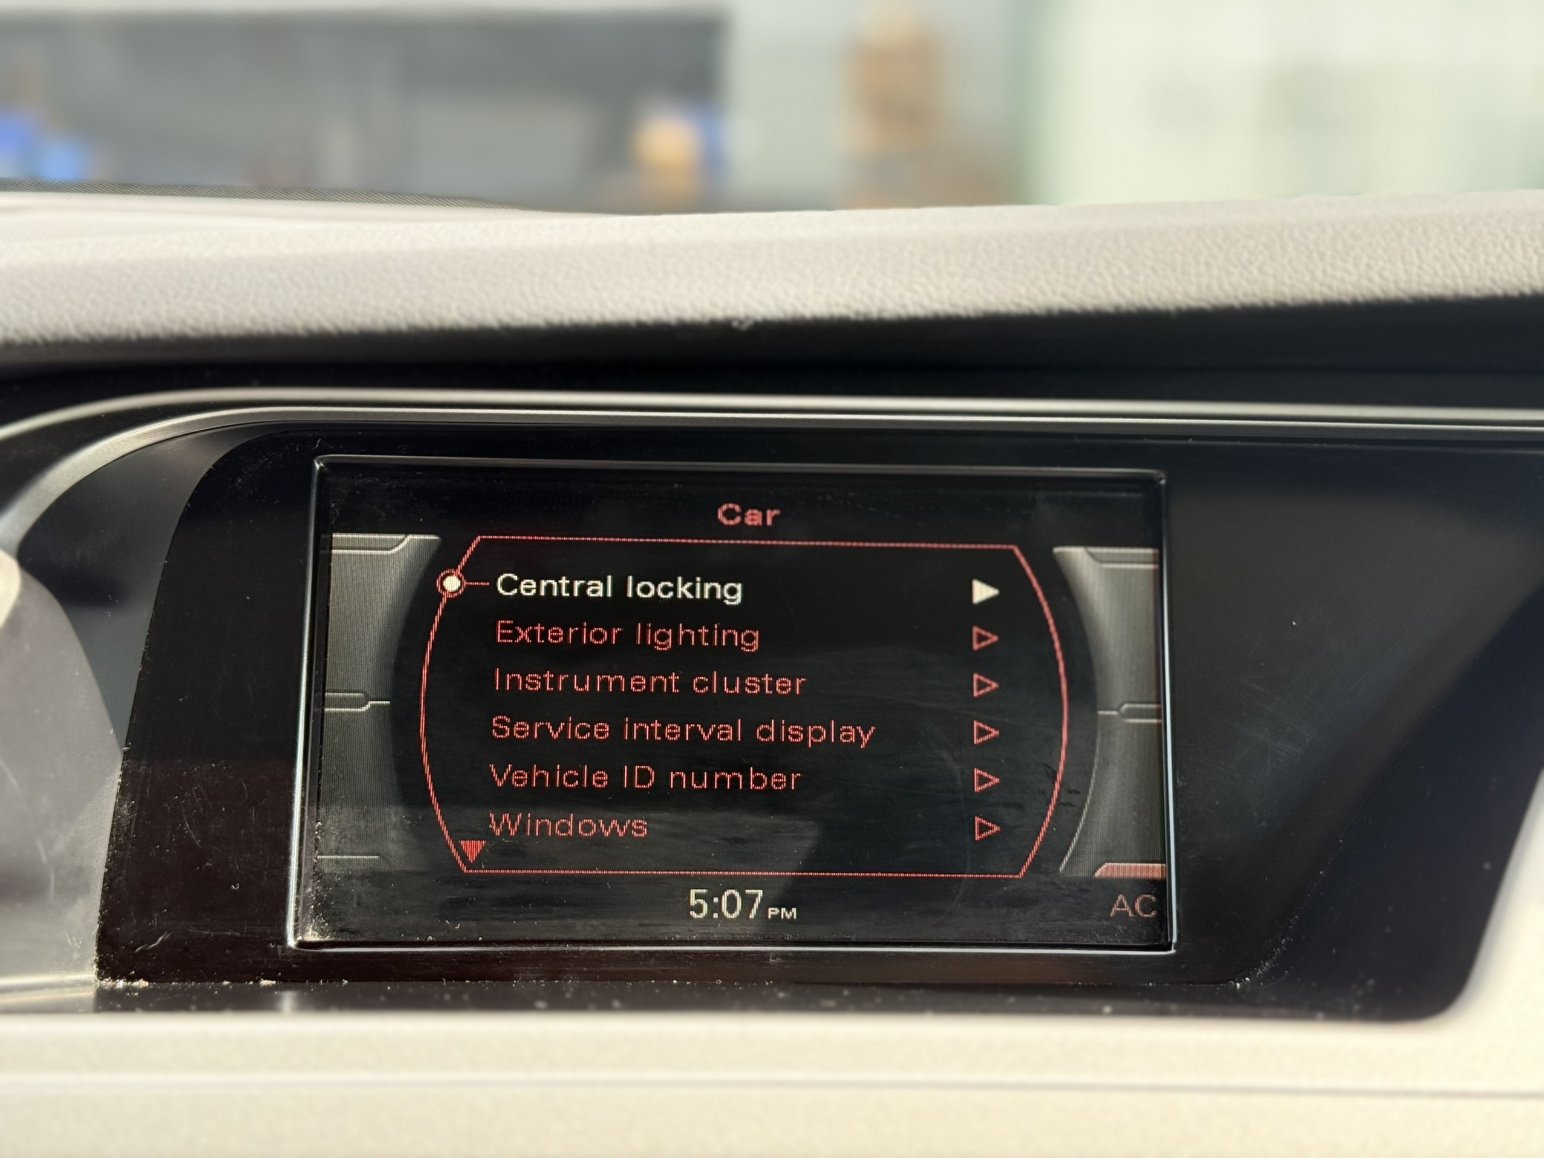 Car
Central locking
Exterior lighting
Instrument cluster
Service interval display
Vehicle ID number
Windows
5:07 PM
AC